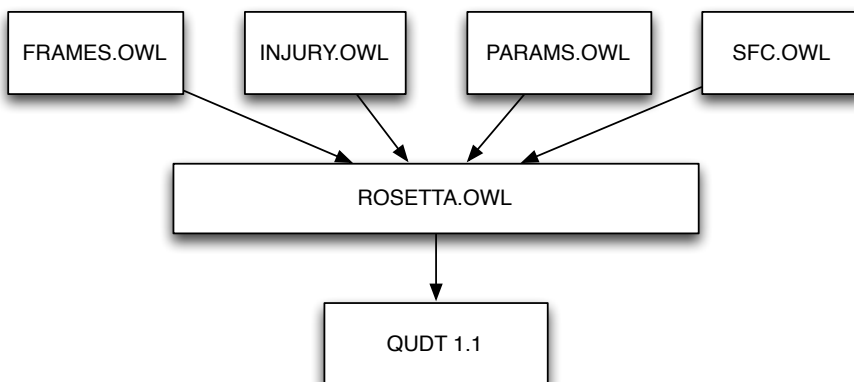 FRAMES.OWL
INJURY.OWL
PARAMS.OWL
SFC.OWL
ROSETTA.OWL
QUDT 1.1